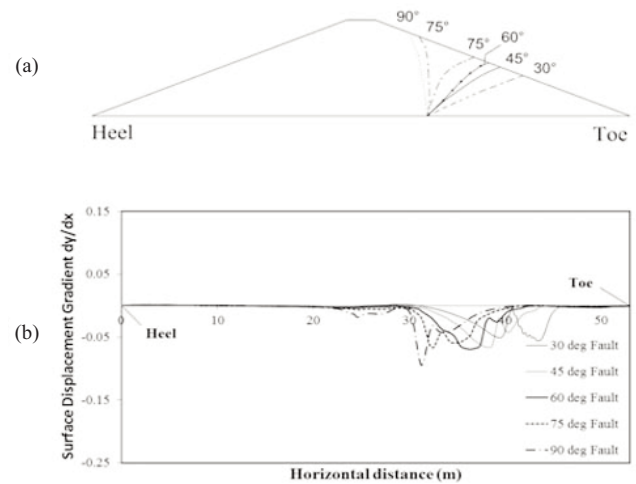 (a)
90°
75°
75°
60°
45°
30°
Heel
Toe
(b)
Surface Displacement Gradient dy/dx
0.15
0.05
-0.05
-0.15
-0.25
0
20
30
40
50
Heel
Toe
30 deg Fault
45 deg Fault
60 deg Fault
75 deg Fault
90 deg Fault
Horizontal distance (m)